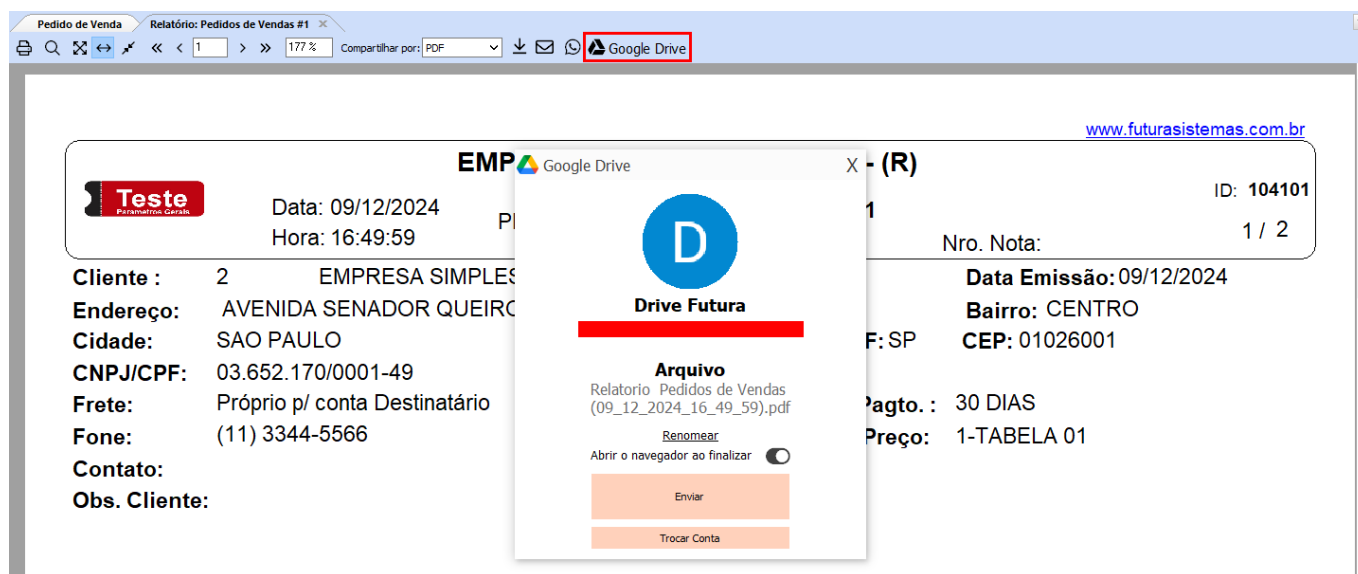 Pedido de Venda Relatório: Pedidos de Vendas #1
1 177 % Compartilhar por: PDF Google Drive
www.futurasistemas.com.br
EMP - (R)
Google Drive X
Teste
Parametros Gerais
ID: 104101
Data: 09/12/2024
Hora: 16:49:59
1 / 2
Nro. Nota:
D
Drive Futura
Cliente : 2 EMPRESA SIMPLES
Data Emissão: 09/12/2024
Endereço: AVENIDA SENADOR QUEIRO
Bairro: CENTRO
Cidade: SAO PAULO
F: SP CEP: 01026001
CNPJ/CPF: 03.652.170/0001-49
Frete: Próprio p/ conta Destinatário
Pagto. : 30 DIAS
Fone: (11) 3344-5566
Preço: 1-TABELA 01
Contato:
Obs. Cliente:
Arquivo
Relatorio Pedidos de Vendas
(09_12_2024_16_49_59).pdf
Renomear
Abrir o navegador ao finalizar
Enviar
Trocar Conta